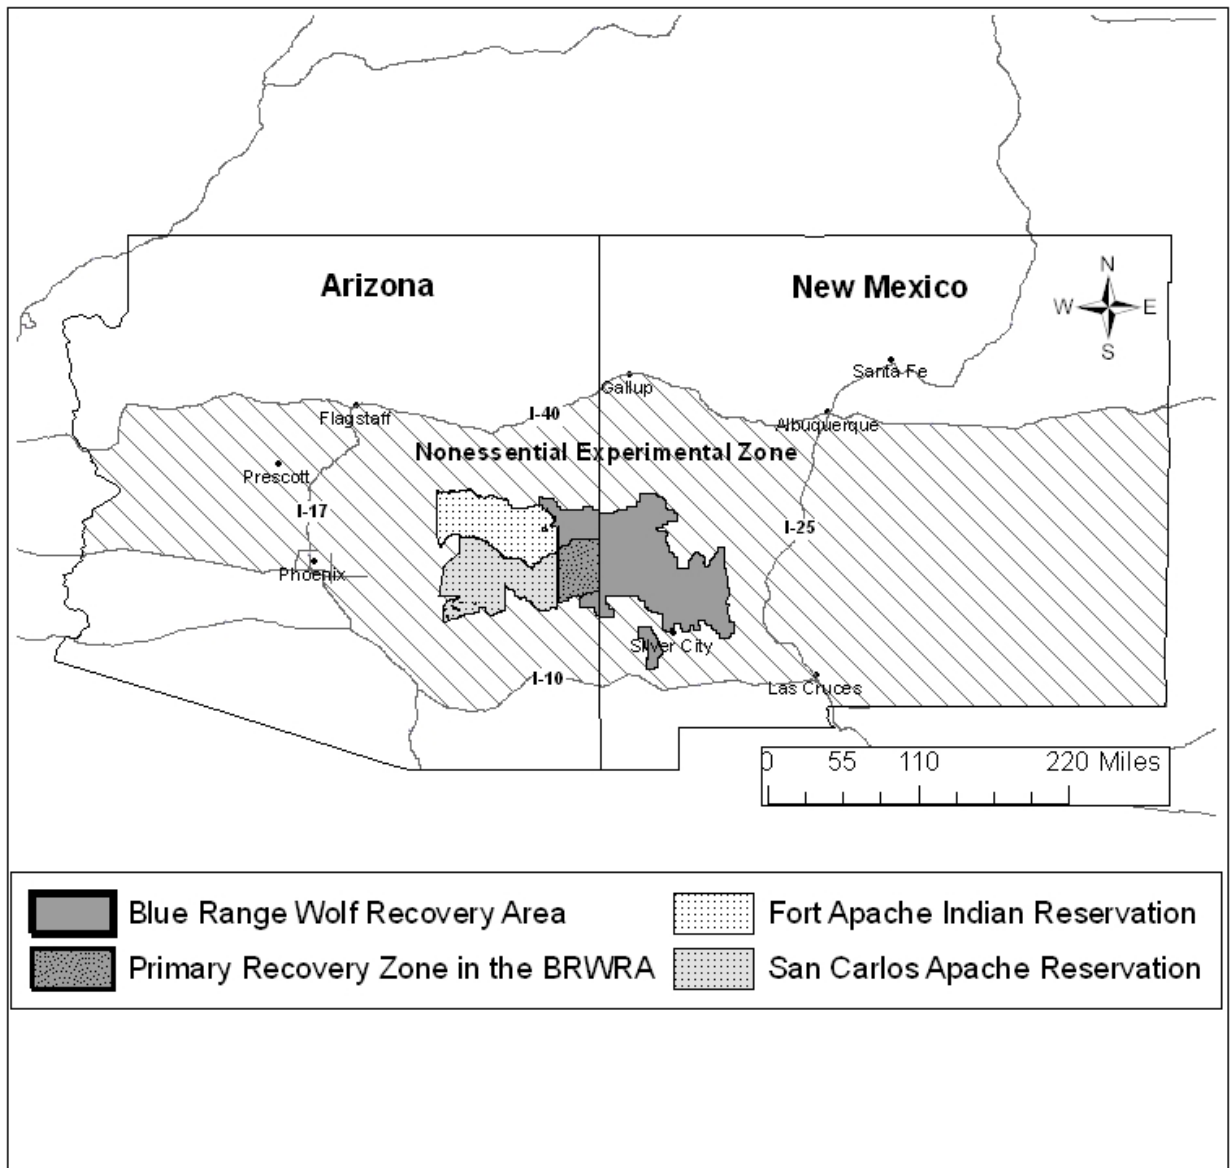 Arizona
New Mexico
N
W E
S
Santa Fe
Gallup
I-40
Flagstaff
Albuquerque
Nonessential Experimental Zone
Prescott
I-17
I-25
Phoenix
Silver City
I-10
Las Cruces
0 55 110 220 Miles
Blue Range Wolf Recovery Area
Fort Apache Indian Reservation
Primary Recovery Zone in the BRWRA
San Carlos Apache Reservation